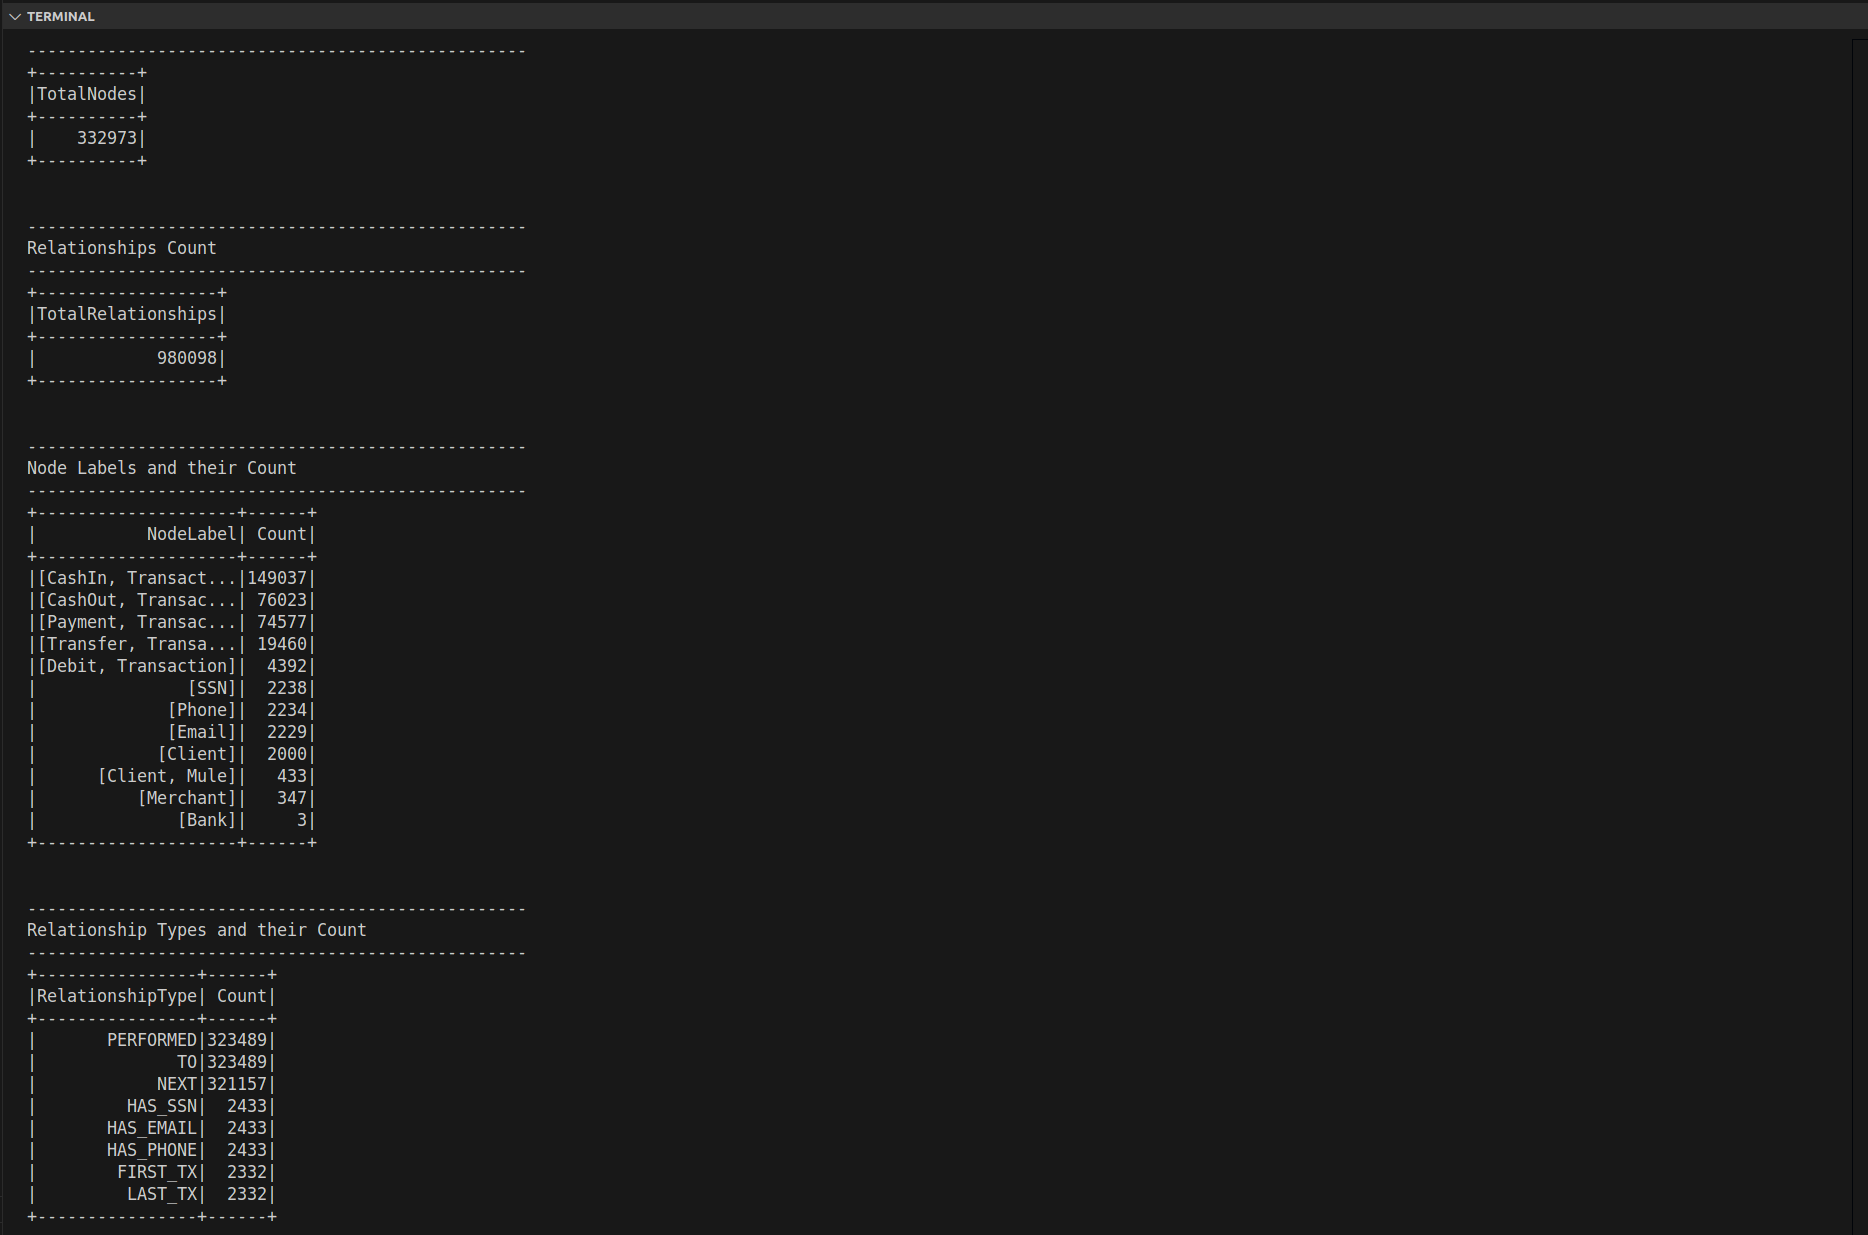 TERMINAL
--------------------------------------------------
+----------+
|TotalNodes|
+----------+
|    332973|
+----------+
--------------------------------------------------
Relationships Count
--------------------------------------------------
+------------------+
|TotalRelationships|
+------------------+
|            980098|
+------------------+
--------------------------------------------------
Node Labels and their Count
--------------------------------------------------
+--------------------+------+
|           NodeLabel| Count|
+--------------------+------+
|[CashIn, Transact...|149037|
|[CashOut, Transac...| 76023|
|[Payment, Transac...| 74577|
|[Transfer, Transa...| 19460|
|[Debit, Transaction]|  4392|
|               [SSN]|  2238|
|             [Phone]|  2234|
|             [Email]|  2229|
|            [Client]|  2000|
|      [Client, Mule]|   433|
|          [Merchant]|   347|
|              [Bank]|     3|
+--------------------+------+
--------------------------------------------------
Relationship Types and their Count
--------------------------------------------------
+----------------+------+
|RelationshipType| Count|
+----------------+------+
|       PERFORMED|323489|
|              TO|323489|
|            NEXT|321157|
|         HAS_SSN|  2433|
|       HAS_EMAIL|  2433|
|       HAS_PHONE|  2433|
|        FIRST_TX|  2332|
|         LAST_TX|  2332|
+----------------+------+